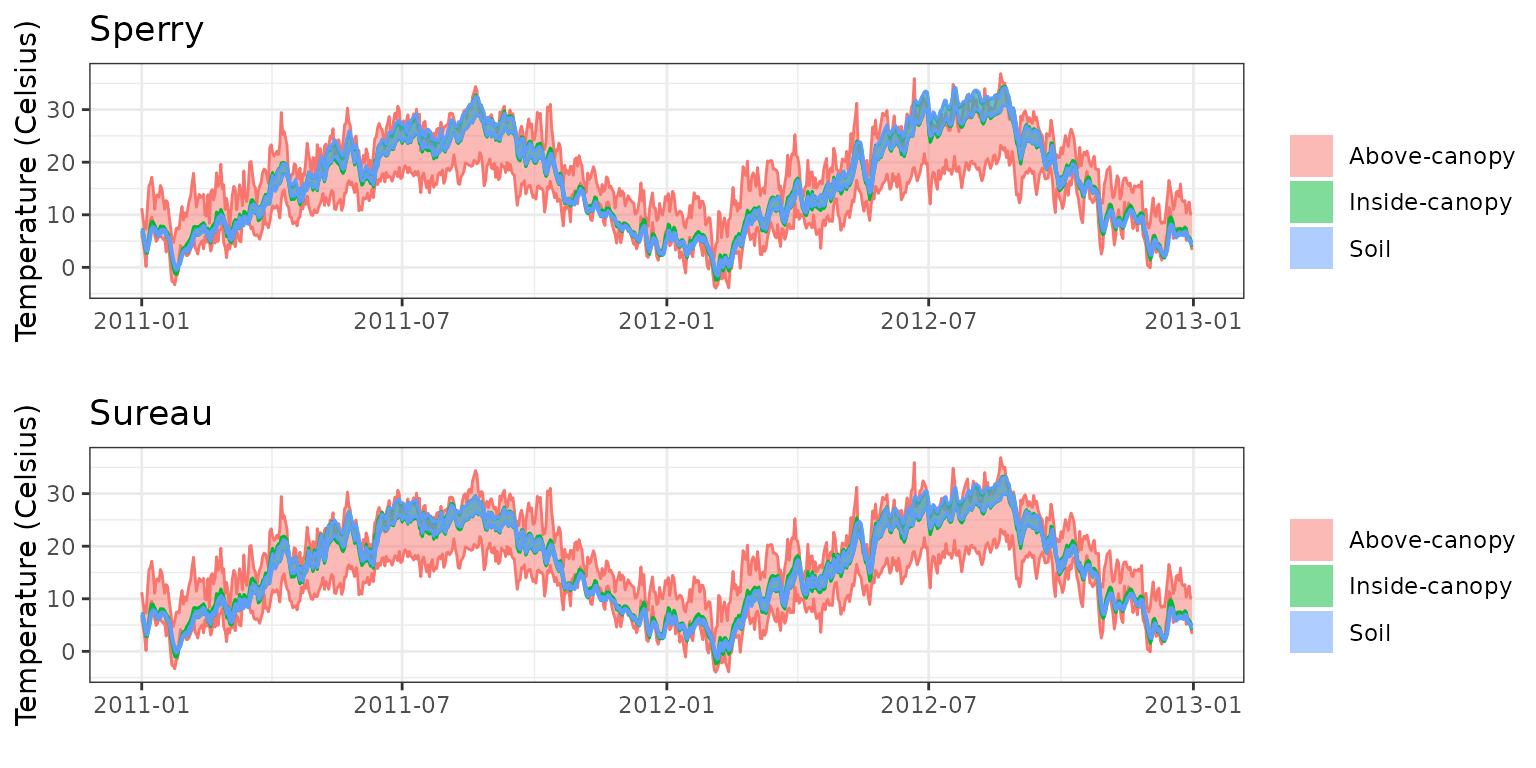 Sperry
Temperature (Celsius)
30
20
10
0
2011-01 2011-07 2012-01 2012-07 2013-01
Above-canopy
Inside-canopy
Soil
Sureau
Temperature (Celsius)
30
20
10
0
2011-01 2011-07 2012-01 2012-07 2013-01
Above-canopy
Inside-canopy
Soil